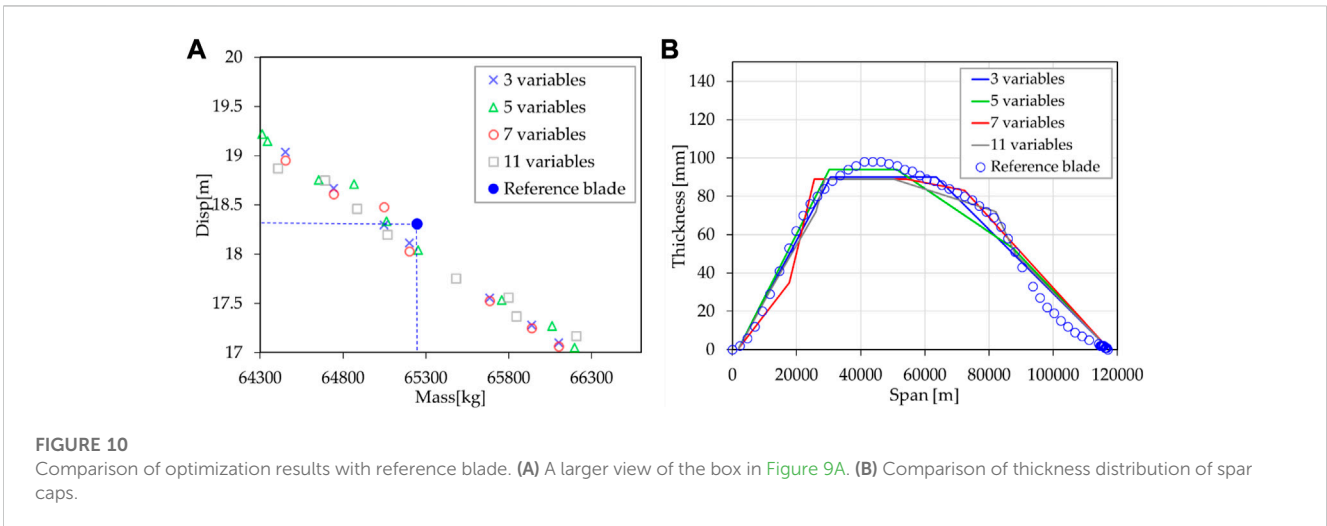 A
20
19.5
19
18.5
18
17.5
17
Disp[m]
64300
64800
65300
65800
66300
Mass[kg]
3 variables
5 variables
7 variables
11 variables
Reference blade
B
140
120
100
80
60
40
20
0
Thickness [mm]
0
20000
40000
60000
80000
100000
120000
Span [m]
3 variables
5 variables
7 variables
11 variables
Reference blade
FIGURE 10
Comparison of optimization results with reference blade. (A) A larger view of the box in Figure 9A. (B) Comparison of thickness distribution of spar
caps.